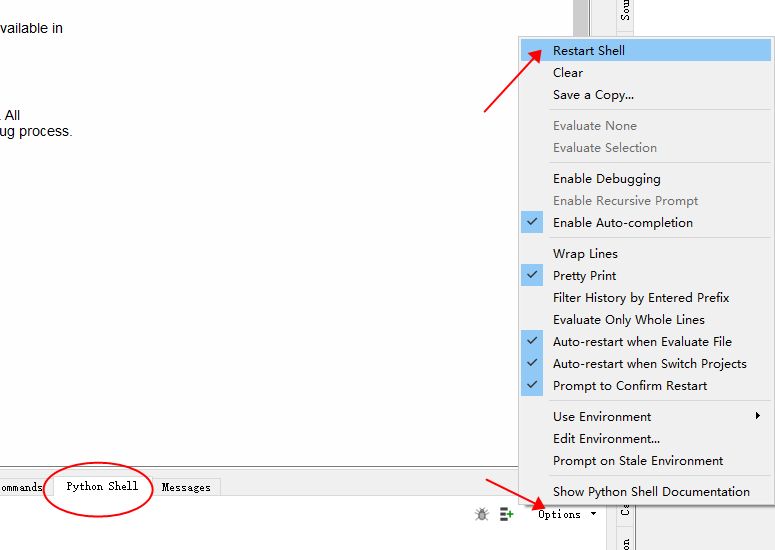 vailable in
. All
ug process.
Sou
Restart Shell
Clear
Save a Copy...
Evaluate None
Evaluate Selection
Enable Debugging
Enable Recursive Prompt
Enable Auto-completion
Wrap Lines
Pretty Print
Filter History by Entered Prefix
Evaluate Only Whole Lines
Auto-restart when Evaluate File
Auto-restart when Switch Projects
Prompt to Confirm Restart
Use Environment
Edit Environment...
Prompt on Stale Environment
Show Python Shell Documentation
ommands
Python Shell
Messages
Options
Ca
on